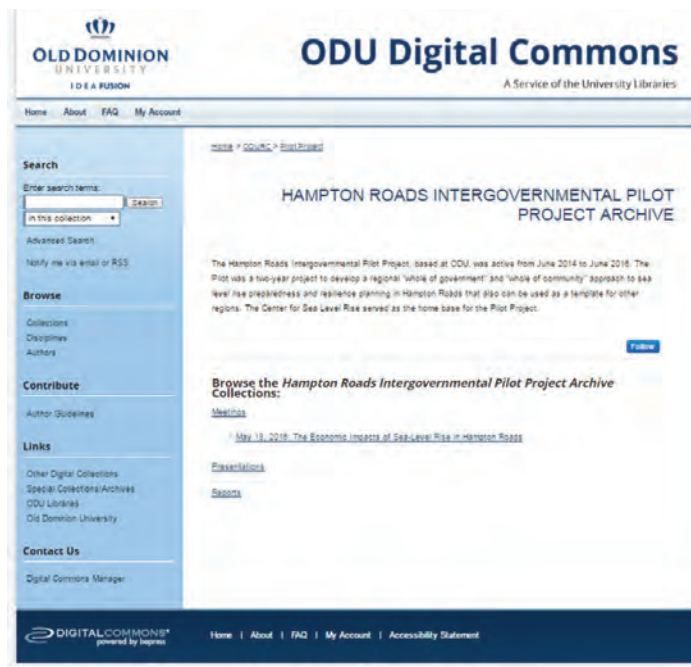 OLD DOMINION
UNIVERSITY
IDEA FUSION
ODU Digital Commons
A Service of the University Libraries
Home About FAQ My Account
Search
Enter search terms:
Search
in this collection
Advanced Search
Notify me via email or RSS
Browse
Collections
Disciplines
Authors
Contribute
Author Guidelines
Links
Other Digital Collections
Special Collections/Archives
ODU Libraries
Old Dominion University
Contact Us
Digital Commons Manager
Home > ODURC > Pilot Project
HAMPTON ROADS INTERGOVERNMENTAL PILOT
PROJECT ARCHIVE
The Hampton Roads Intergovernmental Pilot Project, based at ODU, was active from June 2014 to June 2016. The
Pilot was a two-year project to develop a regional "whole of government" and "whole of community" approach to sea
level rise preparedness and resilience planning in Hampton Roads that also can be used as a template for other
regions. The Center for Sea Level Rise served as the home base for the Pilot Project.
Follow
Browse the Hampton Roads Intergovernmental Pilot Project Archive
Collections:
Meetings
May 13, 2016: The Economic Impacts of Sea-Level Rise in Hampton Roads
Presentations
Reports
DIGITALCOMMONS®
powered by bepress
Home | About | FAQ | My Account | Accessibility Statement